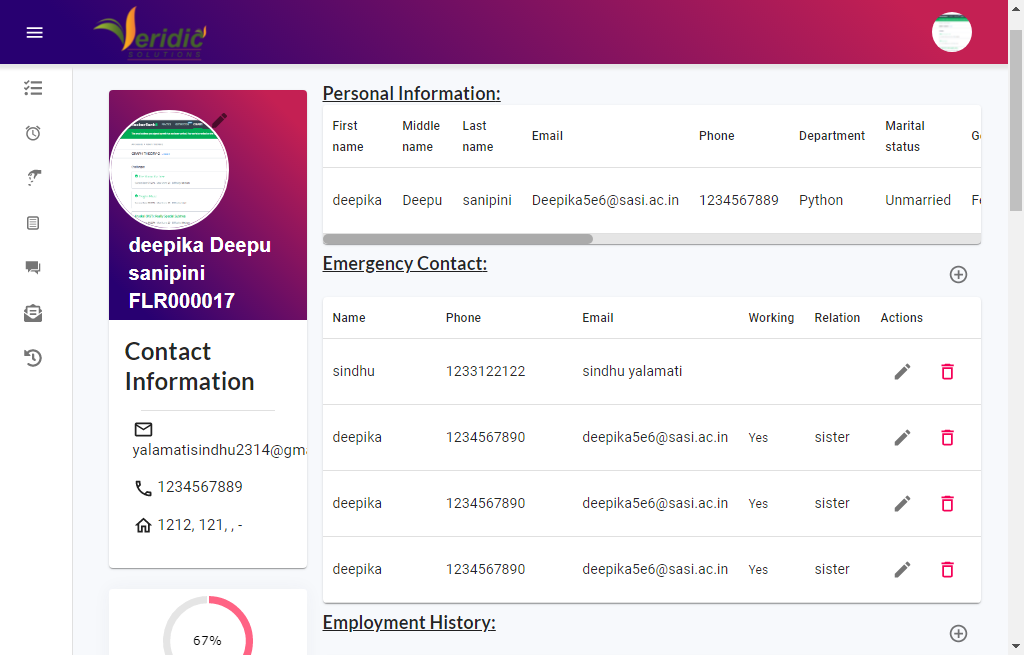 Veridic
SOLUTIONS
deepika Deepu
sanipini
FLR000017
Contact
Information
yalamatisindhu2314@gm
1234567889
1212, 121, , -
67%
Personal Information:
First name Middle name Last name Email Phone Department Marital status
deepika Deepu sanipini Deepika5e6@sasi.ac.in 1234567889 Python Unmarried
Emergency Contact:
Name Phone Email Working Relation Actions
sindhu 1233122122 sindhu yalamati
deepika 1234567890 deepika5e6@sasi.ac.in Yes sister
deepika 1234567890 deepika5e6@sasi.ac.in Yes sister
deepika 1234567890 deepika5e6@sasi.ac.in Yes sister
Employment History: